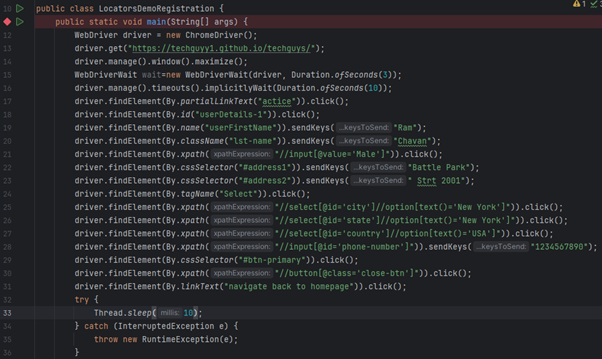 1 3
10 public class LocatorsDemoRegistration {
11 public static void main(String[] args) {
12 WebDriver driver = new ChromeDriver();
13 driver.get("https://techguyy1.github.io/techguys/");
14 driver.manage().window().maximize();
15 WebDriverWait wait=new WebDriverWait(driver, Duration.ofSeconds(3));
16 driver.manage().timeouts().implicitlyWait(Duration.ofSeconds(10));
17 driver.findElement(By.partialLinkText("actice")).click();
18 driver.findElement(By.id("userDetails-1")).click();
19 driver.findElement(By.name("userFirstName")).sendKeys( ...keysToSend: "Ram");
20 driver.findElement(By.className("lst-name")).sendKeys( ...keysToSend: "Chavan");
21 driver.findElement(By.xpath( xpathExpression: "//input[@value='Male']")).click();
22 driver.findElement(By.cssSelector("#address1")).sendKeys( ...keysToSend: "Battle Park");
23 driver.findElement(By.cssSelector("#address2")).sendKeys( ...keysToSend: " Strt 2001");
24 driver.findElement(By.tagName("Select")).click();
25 driver.findElement(By.xpath( xpathExpression: "//select[@id='city']//option[text()='New York']")).click();
26 driver.findElement(By.xpath( xpathExpression: "//select[@id='state']//option[text()='New York']")).click();
27 driver.findElement(By.xpath( xpathExpression: "//select[@id='country']//option[text()='USA']")).click();
28 driver.findElement(By.xpath( xpathExpression: "//input[@id='phone-number']")).sendKeys( ...keysToSend: "1234567890");
29 driver.findElement(By.cssSelector("#btn-primary")).click();
30 driver.findElement(By.xpath( xpathExpression: "//button[@class='close-btn']")).click();
31 driver.findElement(By.linkText("navigate back to homepage")).click();
32 try {
33 Thread.sleep( millis: 10);
34 } catch (InterruptedException e) {
35 throw new RuntimeException(e);
36 }